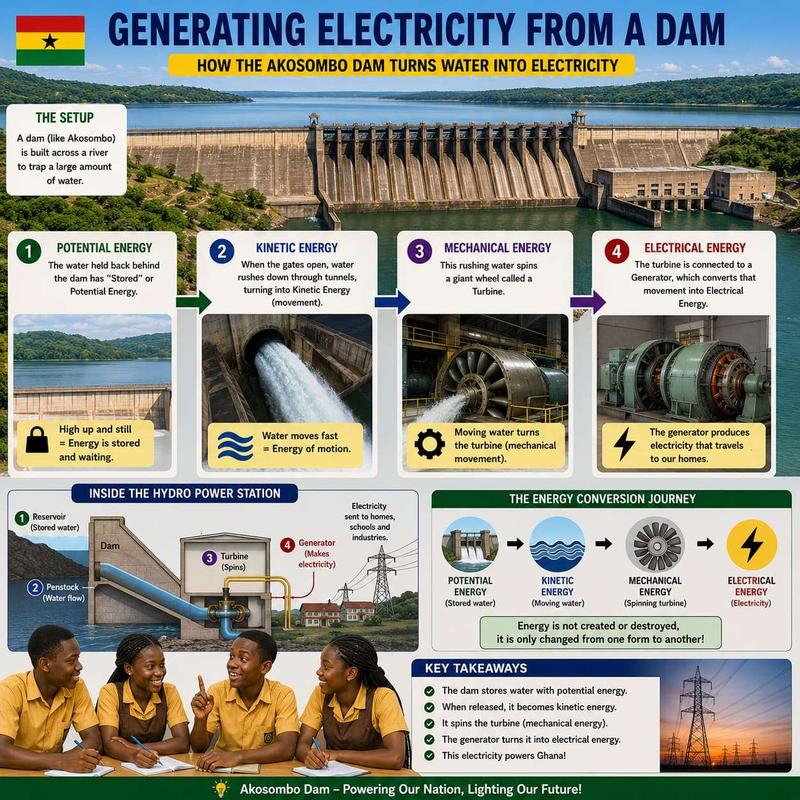 GENERATING ELECTRICITY FROM A DAM
HOW THE AKOSOMBO DAM TURNS WATER INTO ELECTRICITY
THE SETUP
A dam (like Akosombo)
is built across a river
to trap a large amount
of water.
1 POTENTIAL ENERGY
The water held back behind
the dam has "Stored" or
Potential Energy.
High up and still
= Energy is stored
and waiting.
2 KINETIC ENERGY
When the gates open, water
rushes down through tunnels,
turning into Kinetic Energy
(movement).
Water moves fast
= Energy of motion.
3 MECHANICAL ENERGY
This rushing water spins
a giant wheel called a
Turbine.
Moving water turns
the turbine (mechanical
movement).
4 ELECTRICAL ENERGY
The turbine is connected to a
Generator, which converts that
movement into Electrical
Energy.
The generator produces
electricity that travels
to our homes.
INSIDE THE HYDRO POWER STATION
1 Reservoir
(Stored water)
Dam
2 Penstock
(Water flow)
3 Turbine
(Spins)
4 Generator
(Makes
electricity)
Electricity
sent to homes,
schools and
industries.
THE ENERGY CONVERSION JOURNEY
POTENTIAL
ENERGY
(Stored water)
KINETIC
ENERGY
(Moving water)
MECHANICAL
ENERGY
(Spinning turbine)
ELECTRICAL
ENERGY
(Electricity)
Energy is not created or destroyed,
it is only changed from one form to another!
KEY TAKEAWAYS
The dam stores water with potential energy.
When released, it becomes kinetic energy.
It spins the turbine (mechanical energy).
The generator turns it into electrical energy.
This electricity powers Ghana!
Akosombo Dam – Powering Our Nation, Lighting Our Future!